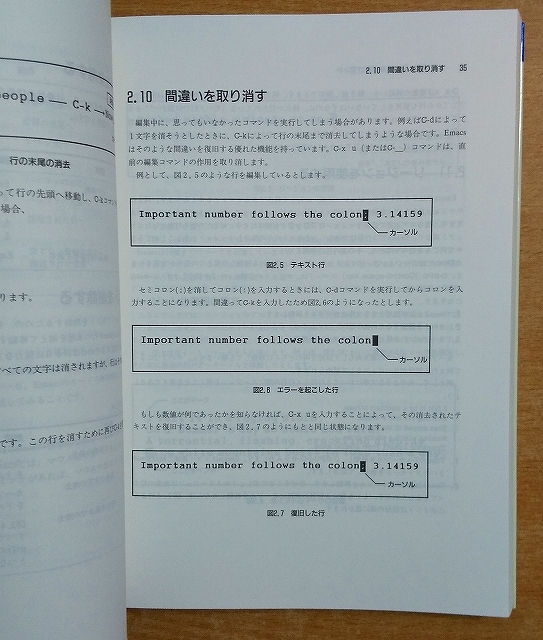 people — C-k —
行の末尾の消去
って行の先頭へ移動し、C-kコマン
場合、
ります。
べての文字は消されますが、
です。この行を消すために再び
2.10 間違いを取り消す 35
2.10 間違いを取り消す
編集中に、思ってもいなかったコマンドを実行してしまう場合があります。例えばC-dによって
1文字を消そうとしたときに、C-kによって行の末尾まで消去してしまうような場合です。Emacs
はそのような間違いを復旧する優れた機能を持っています。C-x u（またはC-__）コマンドは、直
前の編集コマンドの作用を取り消します。
例として、図2.5のような行を編集しているとします。
Important number follows the colon; 3.14159
カーソル
図2.5 テキスト行
セミコロン(;)を消してコロン(:)を入力するときには、C-dコマンドを実行してからコロンを入
力することになります。間違ってC-kを入力したため図2.6のようになったとします。
Important number follows the colon
カーソル
図2.6 エラーを起こした行
もしも数値が何であったかを知らなければ、C-x uを入力することによって、その消去されたテ
キストを復旧することができ、図2.7のようにもとと同じ状態になります。
Important number follows the colon; 3.14159
カーソル
図2.7 復旧した行